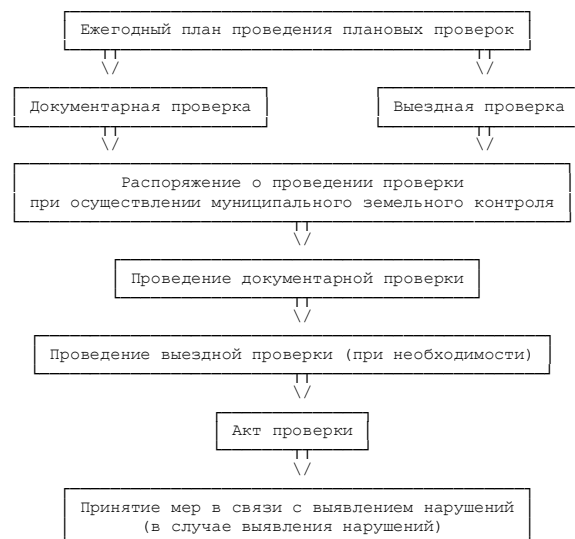 Ежегодный план проведения плановых проверок
Документарная проверка
Выездная проверка
Распоряжение о проведении проверки
при осуществлении муниципального земельного контроля
Проведение документарной проверки
Проведение выездной проверки (при необходимости)
Акт проверки
Принятие мер в связи с выявлением нарушений
(в случае выявления нарушений)